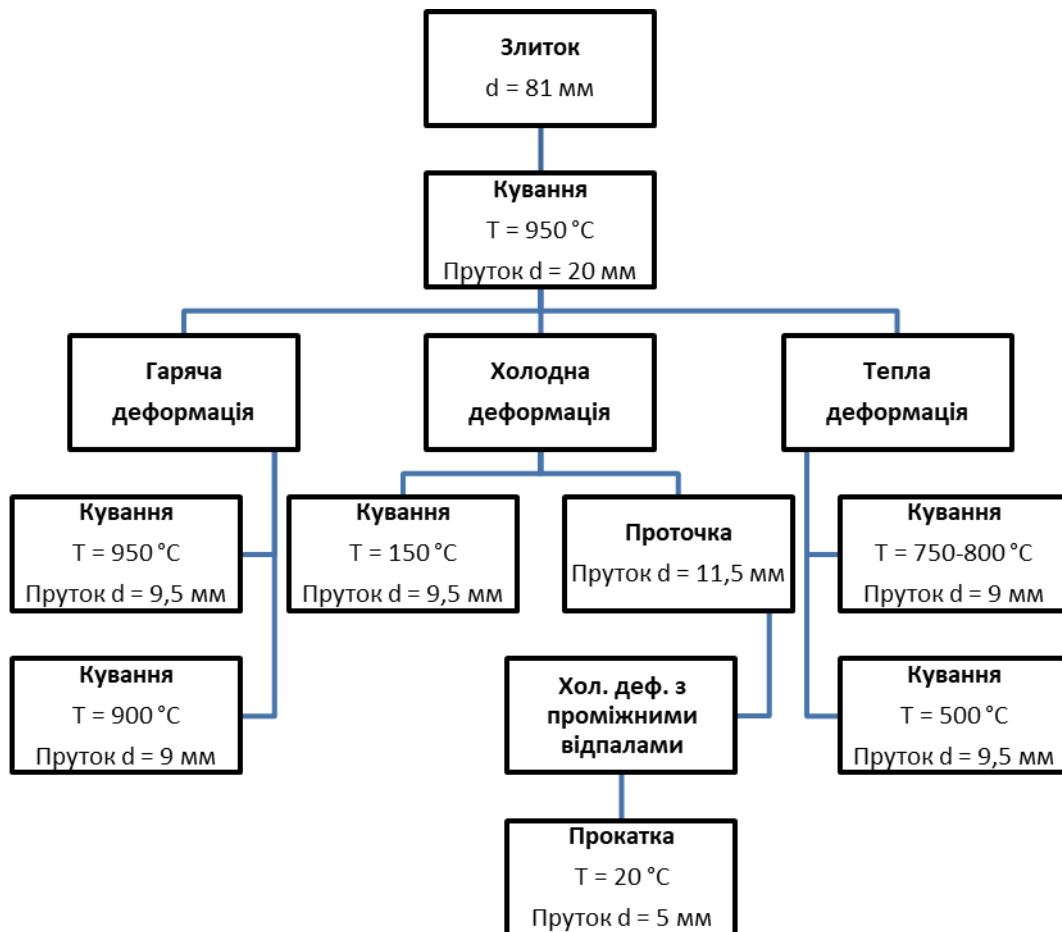 Злиток
d = 81 мм
Кування
T = 950 °C
Пруток d = 20 мм
Гаряча
деформація
Холодна
деформація
Тепла
деформація
Кування
T = 950 °C
Пруток d = 9,5 мм
Кування
T = 150 °C
Пруток d = 9,5 мм
Проточка
Пруток d = 11,5 мм
Кування
T = 750-800 °C
Пруток d = 9 мм
Кування
T = 900 °C
Пруток d = 9 мм
Хол. деф. з
проміжними
відпалами
Кування
T = 500 °C
Пруток d = 9,5 мм
Прокатка
T = 20 °C
Пруток d = 5 мм